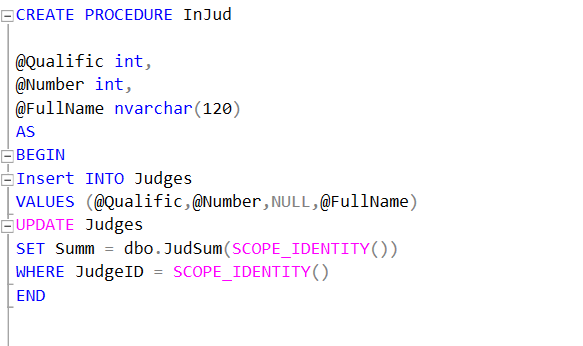 CREATE PROCEDURE InJud
@Qualific int,
@Number int,
@FullName nvarchar(120)
AS
BEGIN
Insert INTO Judges
VALUES (@Qualific,@Number,NULL,@FullName)
UPDATE Judges
SET Summ = dbo.JudSum(SCOPE_IDENTITY())
WHERE JudgeID = SCOPE_IDENTITY()
END